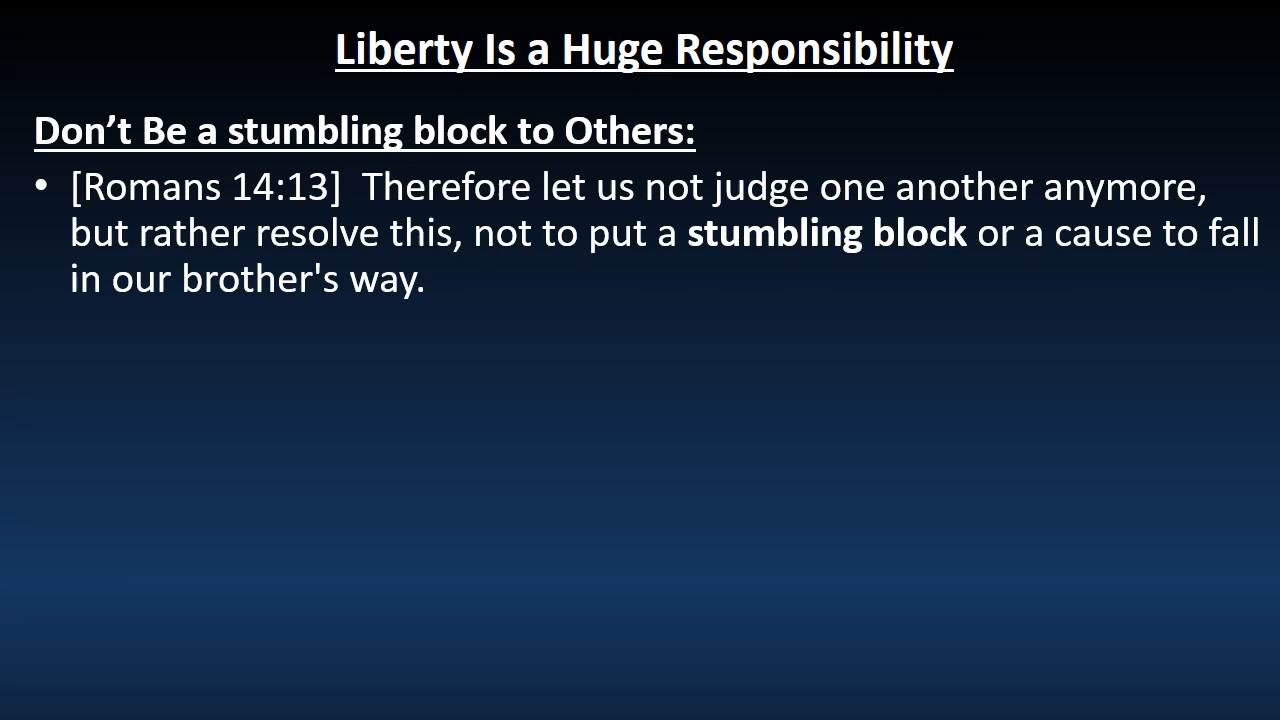 Liberty Is a Huge Responsibility
Don’t Be a stumbling block to Others:
• [Romans 14:13]  Therefore let us not judge one another anymore,
but rather resolve this, not to put a stumbling block or a cause to fall
in our brother's way.